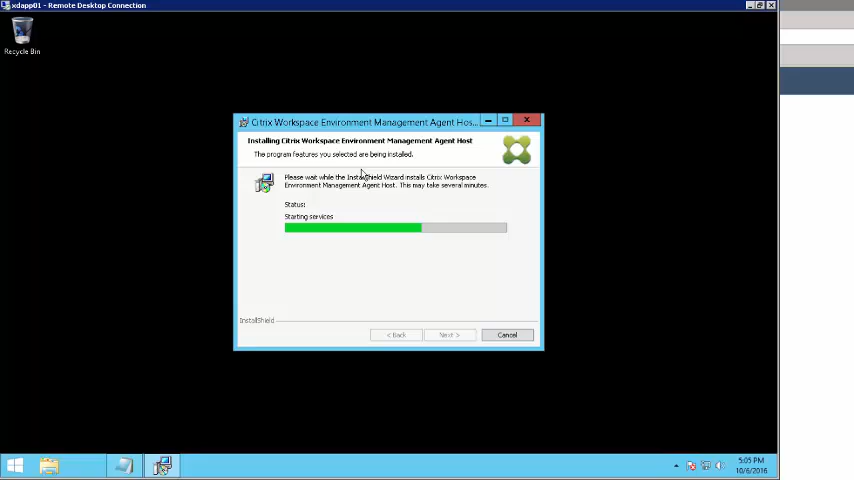 xdapp01 - Remote Desktop Connection
Recycle Bin
Citrix Workspace Environment Management Agent Hos...
Installing Citrix Workspace Environment Management Agent Host
The program features you selected are being installed.
Please wait while the InstallShield Wizard installs Citrix Workspace
Environment Management Agent Host. This may take several minutes.
Status:
Starting services
InstallShield
< Back
Next >
Cancel
5:05 PM
10/6/2016